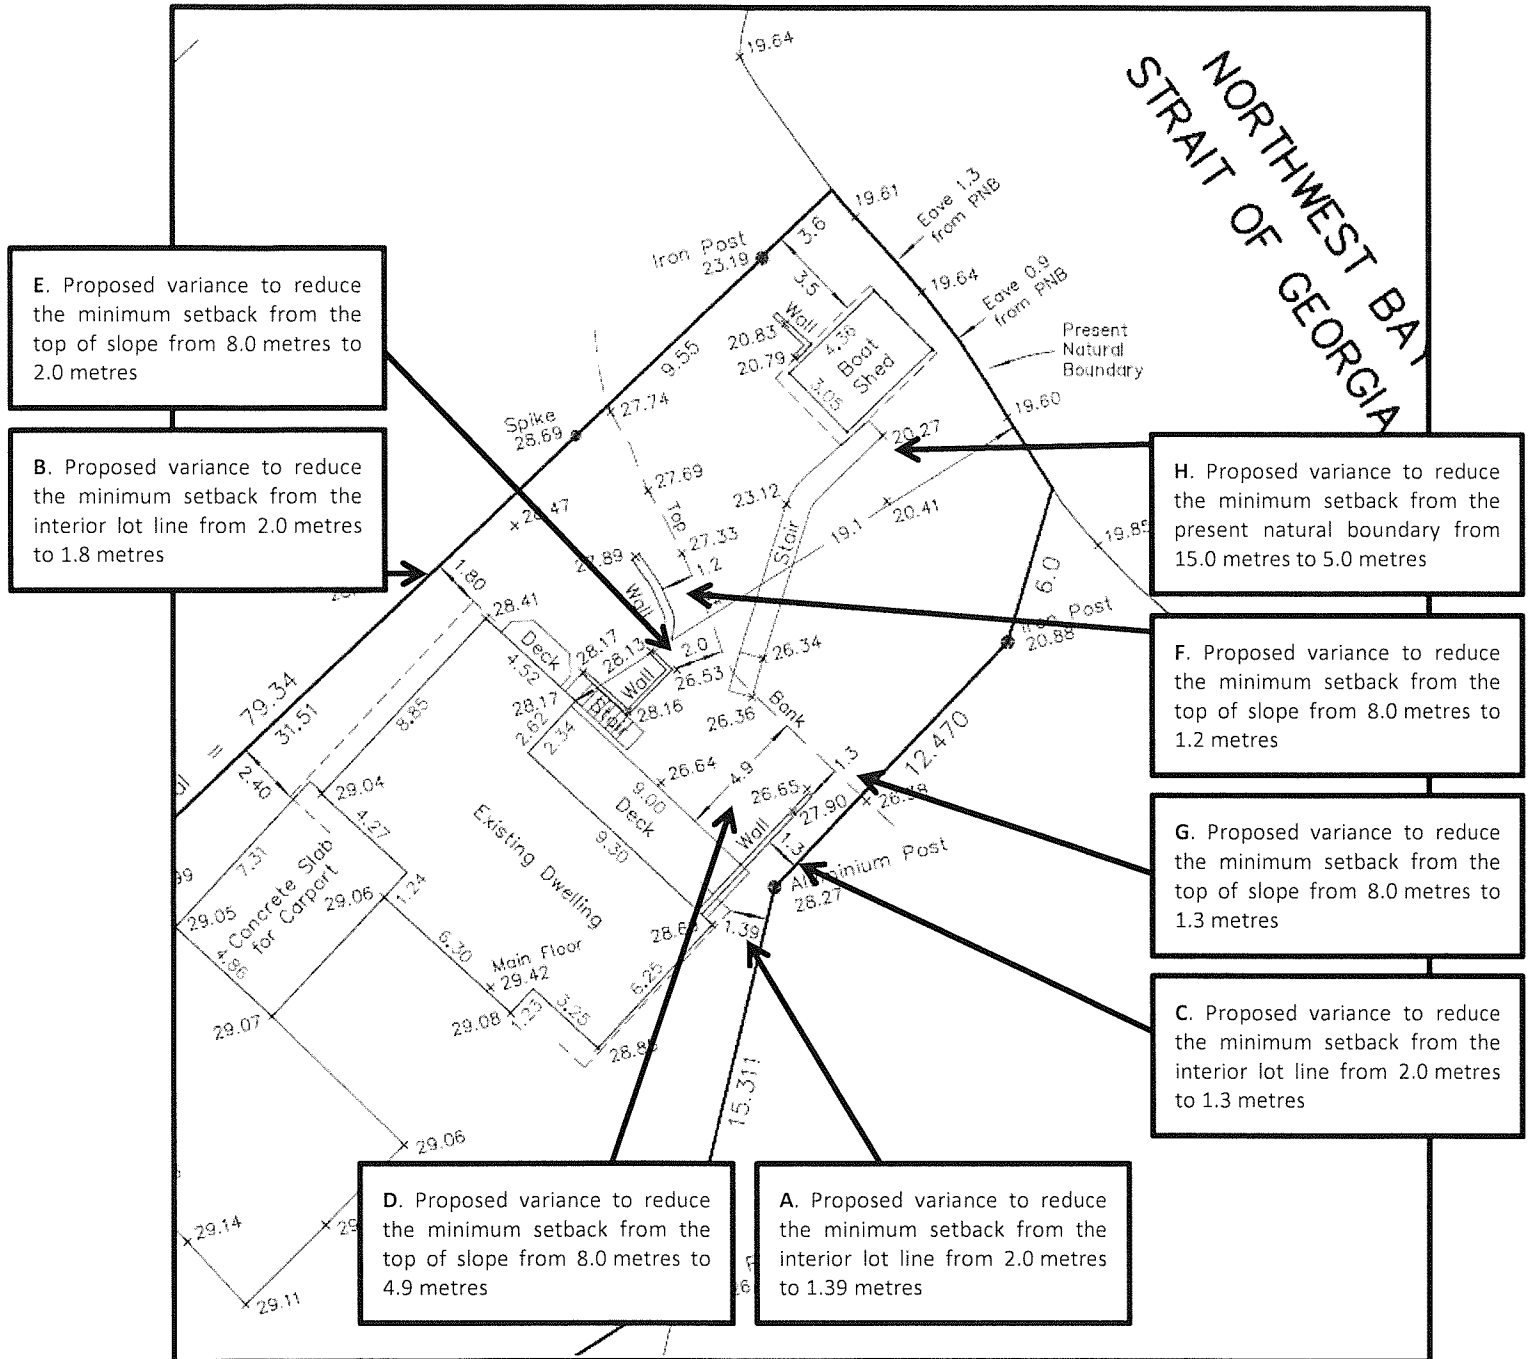 19.64
NORTHWEST BAY
STRAIT OF GEORGIA
19.61
Eave 1.3
from PNB
3.6
Iron Post
23.19
3.5
19.64
Eave 0.9
from PNB
Wall
20.83
20.79
4.36
Boat
Shed
3.05
Present
Natural
Boundary
9.55
27.74
Spike
28.69
19.60
20.27
27.69
23.12
20.41
19.1
Stair
Top
27.33
1.2
Wall
19.85
6.0
Iron Post
20.88
E. Proposed variance to reduce
the minimum setback from the
top of slope from 8.0 metres to
2.0 metres
B. Proposed variance to reduce
the minimum setback from the
interior lot line from 2.0 metres
to 1.8 metres
H. Proposed variance to reduce
the minimum setback from the
present natural boundary from
15.0 metres to 5.0 metres
F. Proposed variance to reduce
the minimum setback from the
top of slope from 8.0 metres to
1.2 metres
G. Proposed variance to reduce
the minimum setback from the
top of slope from 8.0 metres to
1.3 metres
C. Proposed variance to reduce
the minimum setback from the
interior lot line from 2.0 metres
to 1.3 metres
1.80
28.41
Deck
4.52
28.17
28.13
2.0
Wall
26.53
26.34
28.17
Stair
28.16
26.36
Bank
2.62
2.34
79.34
=
31.51
8.85
2.40
29.04
4.27
26.64
4.9
9.00
Deck
26.65
1.3
27.90
12.470
Wall
1.3
Existing Dwelling
9.30
Aluminium Post
28.27
7.31
Concrete Slab
for Carport
29.05
29.06
1.24
4.86
6.30
Main Floor
29.42
1.39
6.25
29.07
29.08
1.23
3.25
15.311
29.06
29.14
29.11
D. Proposed variance to reduce
the minimum setback from the
top of slope from 8.0 metres to
4.9 metres
A. Proposed variance to reduce
the minimum setback from the
interior lot line from 2.0 metres
to 1.39 metres